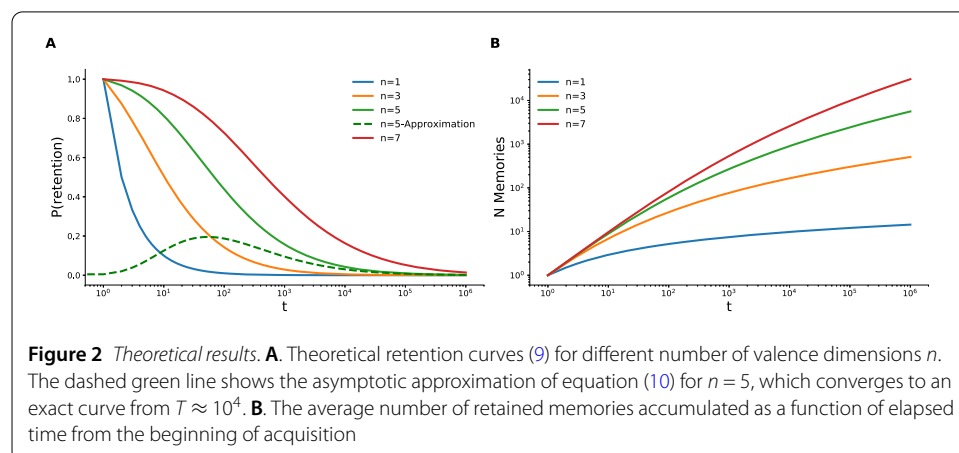 A
B
1.0
0.8
0.6
0.4
0.2
0.0
P(retention)
n=1
n=3
n=5
n=5-Approximation
n=7
10⁰
10¹
10²
10³
10⁴
10⁵
10⁶
t
10⁴
10³
10²
10¹
10⁰
N Memories
n=1
n=3
n=5
n=7
10⁰
10¹
10²
10³
10⁴
10⁵
10⁶
t
Figure 2 Theoretical results. A. Theoretical retention curves (9) for different number of valence dimensions n.
The dashed green line shows the asymptotic approximation of equation (10) for n = 5, which converges to an
exact curve from T ≈ 10⁴. B. The average number of retained memories accumulated as a function of elapsed
time from the beginning of acquisition